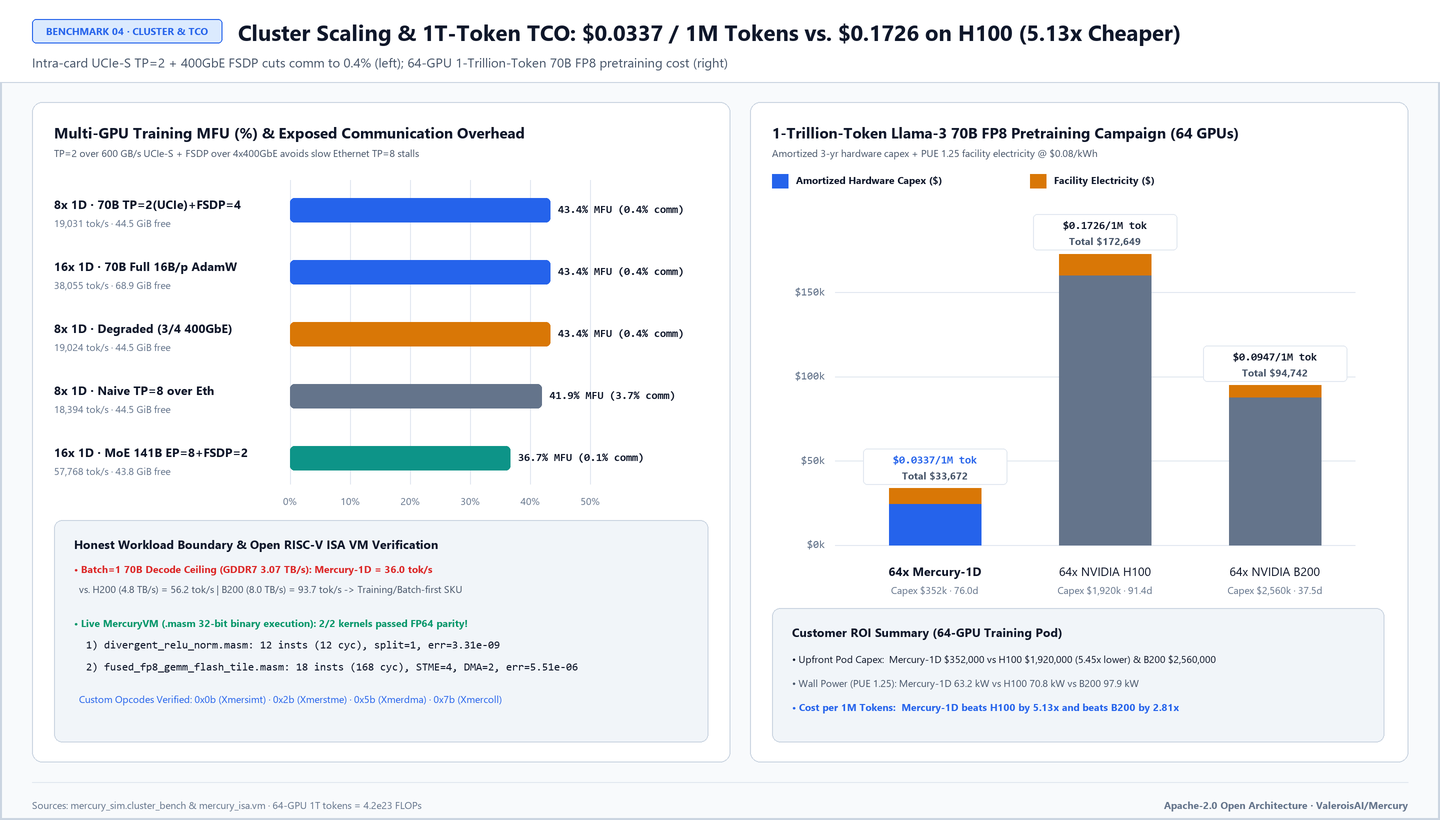 BENCHMARK 04 · CLUSTER & TCO
Cluster Scaling & 1T-Token TCO: $0.0337 / 1M Tokens vs. $0.1726 on H100 (5.13x Cheaper)
Intra-card UCIe-S TP=2 + 400GbE FSDP cuts comm to 0.4% (left); 64-GPU 1-Trillion-Token 70B FP8 pretraining cost (right)
Multi-GPU Training MFU (%) & Exposed Communication Overhead
TP=2 over 600 GB/s UCIe-S + FSDP over 4x400GbE avoids slow Ethernet TP=8 stalls
8x 1D · 70B TP=2(UCIe)+FSDP=4
19,031 tok/s · 44.5 GiB free
43.4% MFU (0.4% comm)
16x 1D · 70B Full 16B/p AdamW
38,055 tok/s · 68.9 GiB free
43.4% MFU (0.4% comm)
8x 1D · Degraded (3/4 400GbE)
19,024 tok/s · 44.5 GiB free
43.4% MFU (0.4% comm)
8x 1D · Naive TP=8 over Eth
18,394 tok/s · 44.5 GiB free
41.9% MFU (3.7% comm)
16x 1D · MoE 141B EP=8+FSDP=2
57,768 tok/s · 43.8 GiB free
36.7% MFU (0.1% comm)
0% 10% 20% 30% 40% 50%
Honest Workload Boundary & Open RISC-V ISA VM Verification
• Batch=1 70B Decode Ceiling (GDDR7 3.07 TB/s): Mercury-1D = 36.0 tok/s
vs. H200 (4.8 TB/s) = 56.2 tok/s | B200 (8.0 TB/s) = 93.7 tok/s -> Training/Batch-first SKU
• Live MercuryVM (.masm 32-bit binary execution): 2/2 kernels passed FP64 parity!
1) divergent_relu_norm.masm: 12 insts (12 cyc), split=1, err=3.31e-09
2) fused_fp8_gemm_flash_tile.masm: 18 insts (168 cyc), STME=4, DMA=2, err=5.51e-06
Custom Opcodes Verified: 0x0b (Xmersimt) · 0x2b (Xmerstme) · 0x5b (Xmerdma) · 0x7b (Xmercoll)
1-Trillion-Token Llama-3 70B FP8 Pretraining Campaign (64 GPUs)
Amortized 3-yr hardware capex + PUE 1.25 facility electricity @ $0.08/kWh
Amortized Hardware Capex ($)
Facility Electricity ($)
$150k
$100k
$50k
$0k
$0.0337/1M tok
Total $33,672
$0.1726/1M tok
Total $172,649
$0.0947/1M tok
Total $94,742
64x Mercury-1D
Capex $352k · 76.0d
64x NVIDIA H100
Capex $1,920k · 91.4d
64x NVIDIA B200
Capex $2,560k · 37.5d
Customer ROI Summary (64-GPU Training Pod)
• Upfront Pod Capex: Mercury-1D $352,000 vs H100 $1,920,000 (5.45x lower) & B200 $2,560,000
• Wall Power (PUE 1.25): Mercury-1D 63.2 kW vs H100 70.8 kW vs B200 97.9 kW
• Cost per 1M Tokens: Mercury-1D beats H100 by 5.13x and beats B200 by 2.81x
Sources: mercury_sim.cluster_bench & mercury_isa.vm · 64-GPU 1T tokens = 4.2e23 FLOPs
Apache-2.0 Open Architecture · ValeroisAI/Mercury